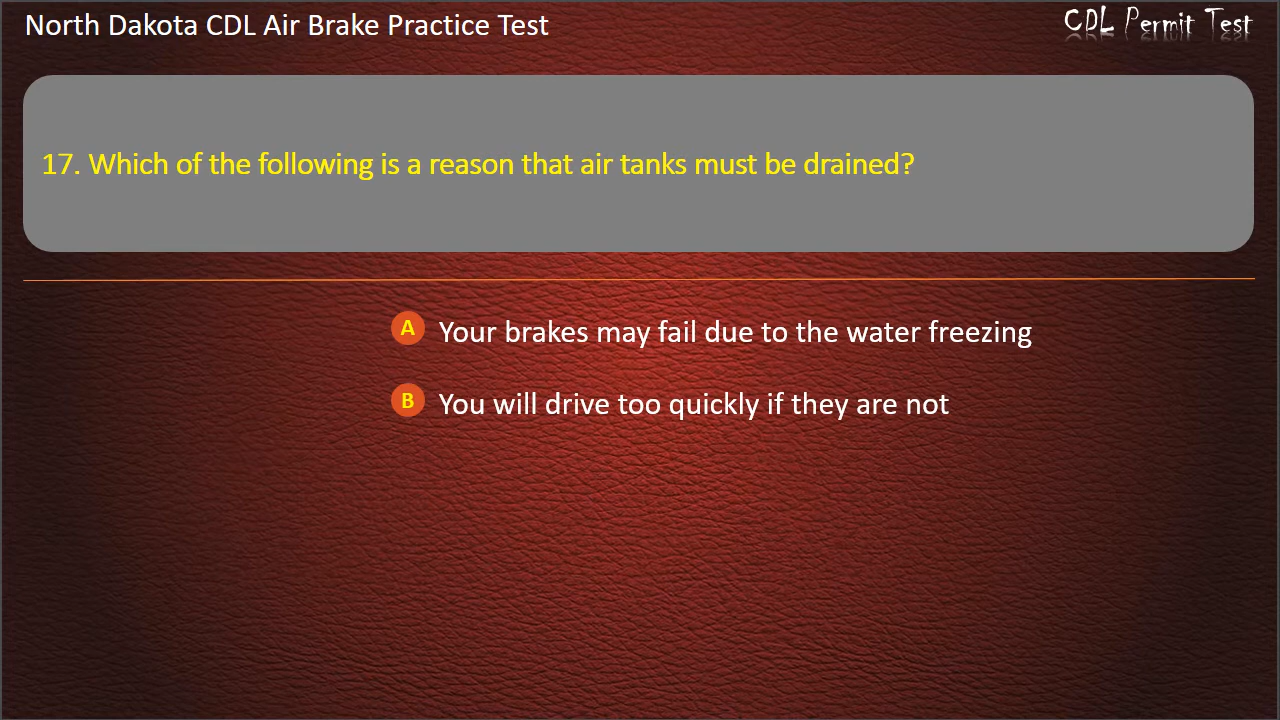 North Dakota CDL Air Brake Practice Test
CDL Permit Test
17. Which of the following is a reason that air tanks must be drained?
A Your brakes may fail due to the water freezing
B You will drive too quickly if they are not